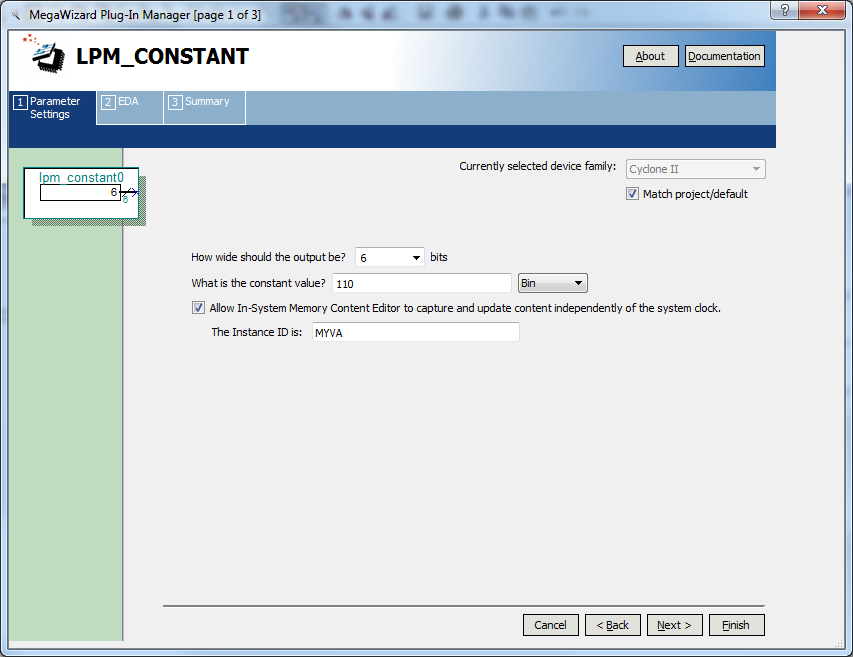 MegaWizard Plug-In Manager [page 1 of 3]
?
LPM_CONSTANT
About
Documentation
1 Parameter Settings
2 EDA
3 Summary
lpm_constant0
6
6
Currently selected device family:
Cyclone II
Match project/default
How wide should the output be? 6 bits
What is the constant value? 110 Bin
Allow In-System Memory Content Editor to capture and update content independently of the system clock.
The Instance ID is: MYVA
Cancel
< Back
Next >
Finish